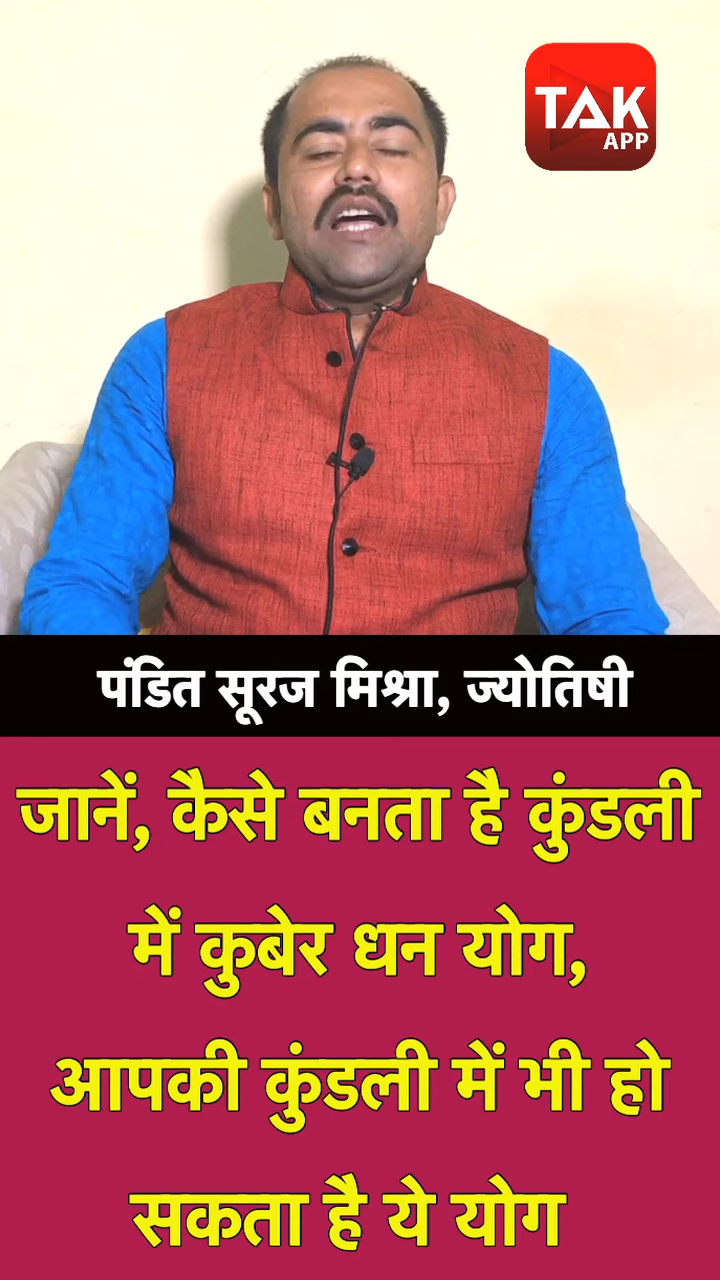 TAK
APP
पंडित सूरज मिश्रा, ज्योतिषी
जानें, कैसे बनता है कुंडली
में कुबेर धन योग,
आपकी कुंडली में भी हो
सकता है ये योग